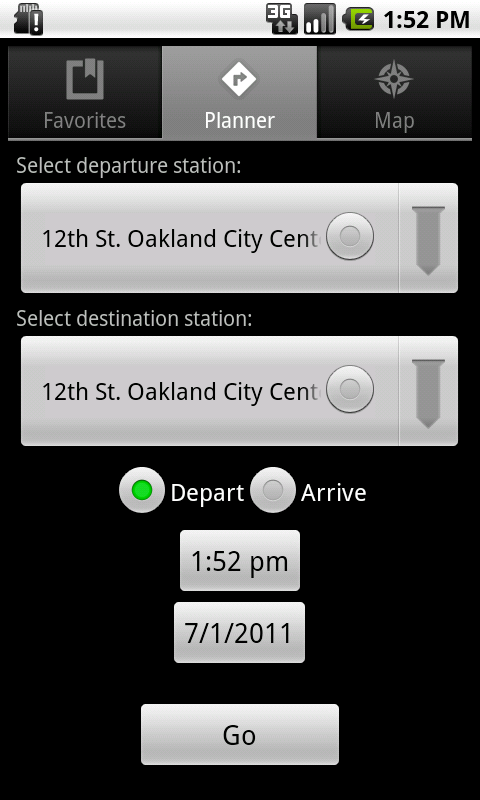 3G 1:52 PM
Favorites Planner Map
Select departure station:
12th St. Oakland City Cent
Select destination station:
12th St. Oakland City Cent
Depart Arrive
1:52 pm
7/1/2011
Go